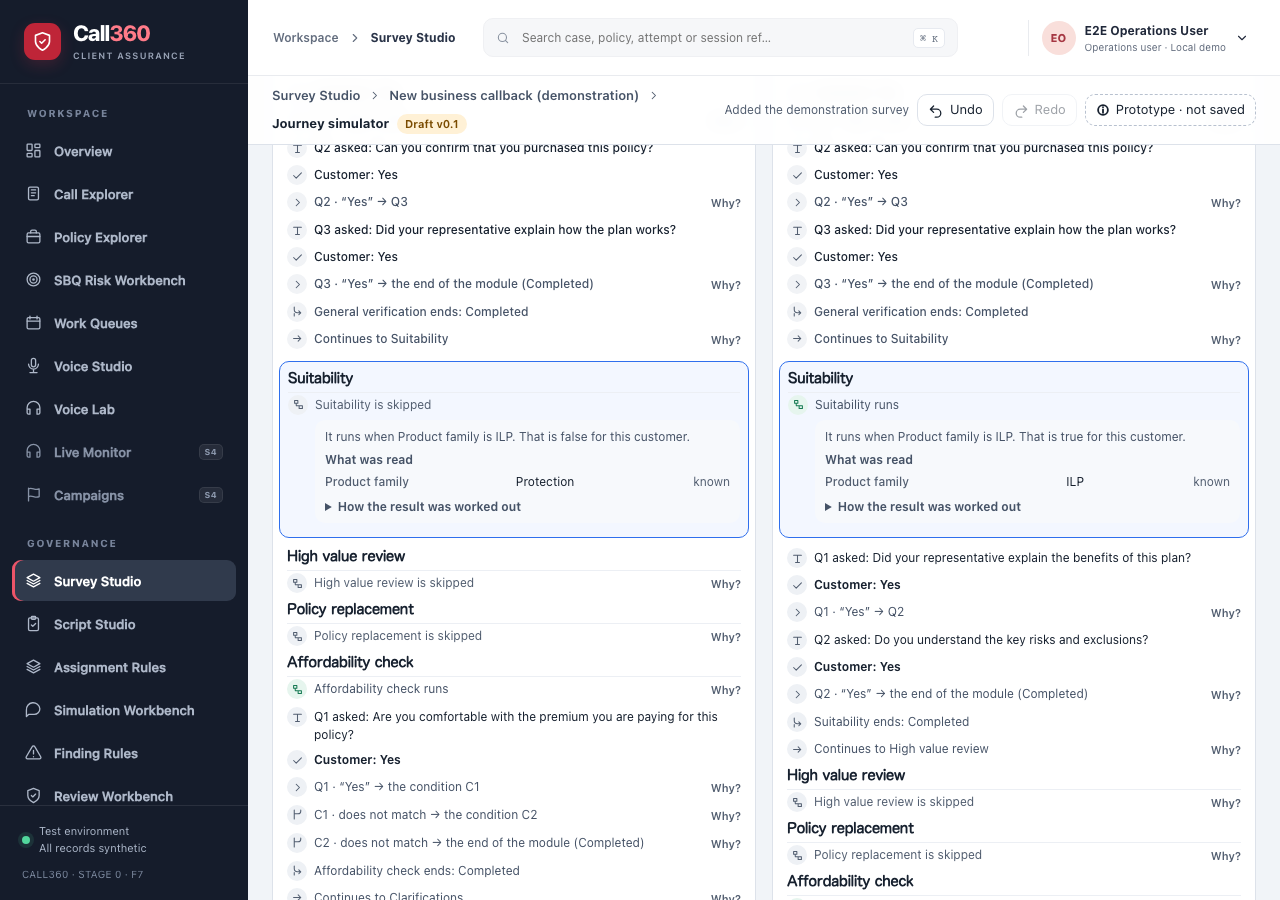 Call360
CLIENT ASSURANCE
WORKSPACE
Overview
Call Explorer
Policy Explorer
SBQ Risk Workbench
Work Queues
Voice Studio
Voice Lab
Live Monitor S4
Campaigns S4
GOVERNANCE
Survey Studio
Script Studio
Assignment Rules
Simulation Workbench
Finding Rules
Review Workbench
Test environment
All records synthetic
CALL360 · STAGE 0 · F7
Workspace > Survey Studio
Search case, policy, attempt or session ref...
⌘ K
EO
E2E Operations User
Operations user · Local demo
Survey Studio > New business callback (demonstration) >
Journey simulator Draft v0.1
Added the demonstration survey
Undo
Redo
Prototype · not saved
Q2 asked: Can you confirm that you purchased this policy?
Customer: Yes
Q2 · “Yes” → Q3 Why?
Q3 asked: Did your representative explain how the plan works?
Customer: Yes
Q3 · “Yes” → the end of the module (Completed) Why?
General verification ends: Completed
Continues to Suitability Why?
Suitability
Suitability is skipped
It runs when Product family is ILP. That is false for this customer.
What was read
Product family Protection known
▶ How the result was worked out
High value review
High value review is skipped Why?
Policy replacement
Policy replacement is skipped Why?
Affordability check
Affordability check runs Why?
Q1 asked: Are you comfortable with the premium you are paying for this
policy?
Customer: Yes
Q1 · “Yes” → the condition C1 Why?
C1 · does not match → the condition C2 Why?
C2 · does not match → the end of the module (Completed) Why?
Affordability check ends: Completed
Continues to Clarifications Why?
Q2 asked: Can you confirm that you purchased this policy?
Customer: Yes
Q2 · “Yes” → Q3 Why?
Q3 asked: Did your representative explain how the plan works?
Customer: Yes
Q3 · “Yes” → the end of the module (Completed) Why?
General verification ends: Completed
Continues to Suitability Why?
Suitability
Suitability runs
It runs when Product family is ILP. That is true for this customer.
What was read
Product family ILP known
▶ How the result was worked out
Q1 asked: Did your representative explain the benefits of this plan?
Customer: Yes
Q1 · “Yes” → Q2 Why?
Q2 asked: Do you understand the key risks and exclusions?
Customer: Yes
Q2 · “Yes” → the end of the module (Completed) Why?
Suitability ends: Completed
Continues to High value review Why?
High value review
High value review is skipped Why?
Policy replacement
Policy replacement is skipped Why?
Affordability check